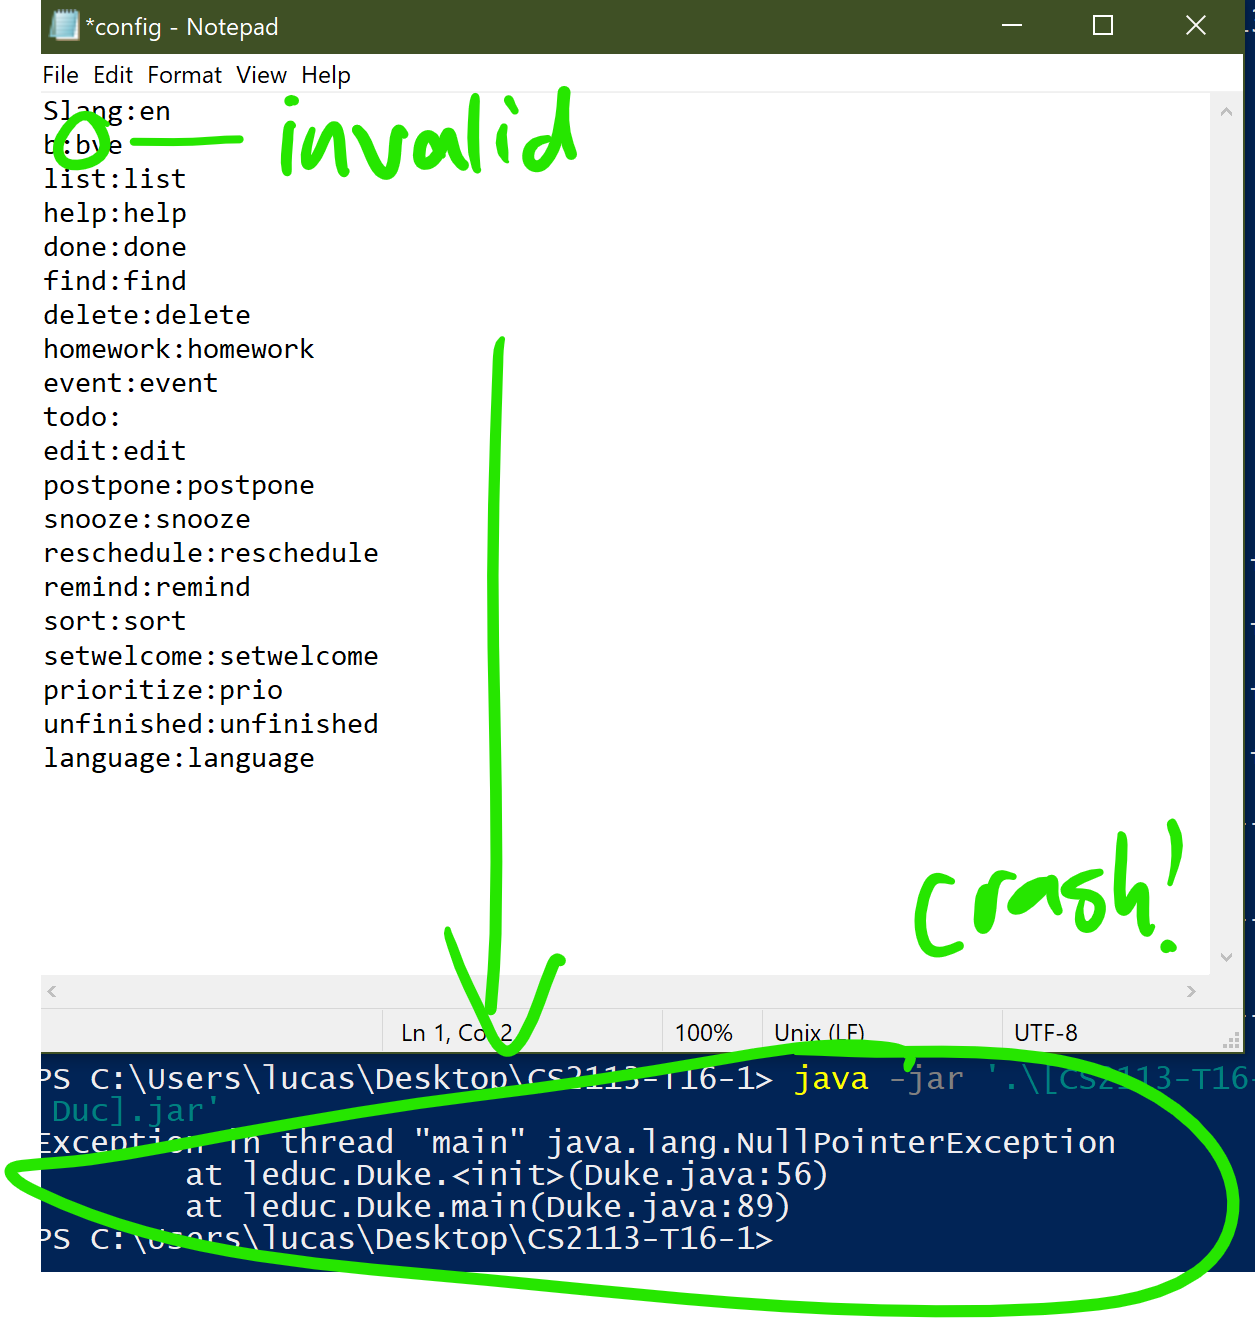 *config - Notepad
File Edit Format View Help
Slang:en
b:bye
invalid
list:list
help:help
done:done
find:find
delete:delete
homework:homework
event:event
todo:
edit:edit
postpone:postpone
snooze:snooze
reschedule:reschedule
remind:remind
sort:sort
setwelcome:setwelcome
prioritize:prio
unfinished:unfinished
language:language
crash!
Ln 1, Col 2 100% Unix (LF) UTF-8
PS C:\Users\lucas\Desktop\CS2113-T16-1> java -jar '.\[CS2113-T16-
Duc].jar'
Exception in thread "main" java.lang.NullPointerException
at leduc.Duke.<init>(Duke.java:56)
at leduc.Duke.main(Duke.java:89)
PS C:\Users\lucas\Desktop\CS2113-T16-1>